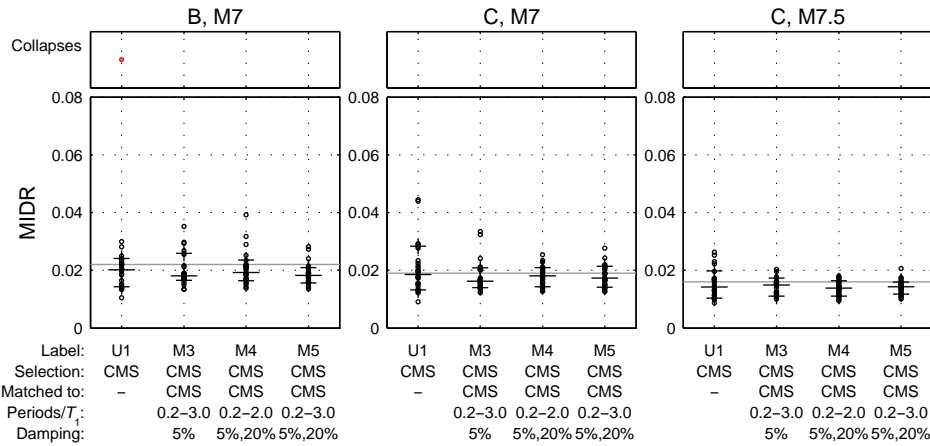 B, M7 C, M7 C, M7.5
Collapses
0.08 0.08 0.08
0.06 0.06 0.06
MIDR
0.04 0.04 0.04
0.02 0.02 0.02
0 0 0
Label: U1 M3 M4 M5 U1 M3 M4 M5 U1 M3 M4 M5
Selection: CMS CMS CMS CMS CMS CMS CMS CMS CMS CMS CMS CMS
Matched to: – CMS CMS CMS – CMS CMS CMS – CMS CMS CMS
Periods/T1: 0.2−3.0 0.2−2.0 0.2−3.0 0.2−3.0 0.2−2.0 0.2−3.0 0.2−3.0 0.2−2.0 0.2−3.0
Damping: 5% 5%,20% 5%,20% 5% 5%,20% 5%,20% 5% 5%,20% 5%,20%